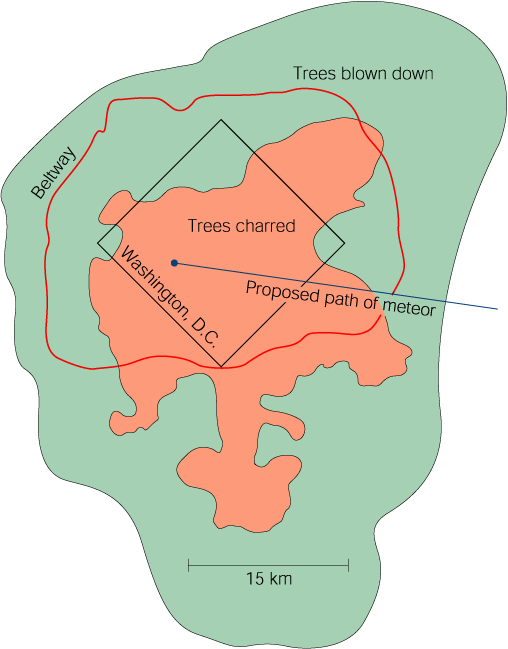 Trees blown down
Beltway
Trees charred
Washington, D.C.
Proposed path of meteor
15 km